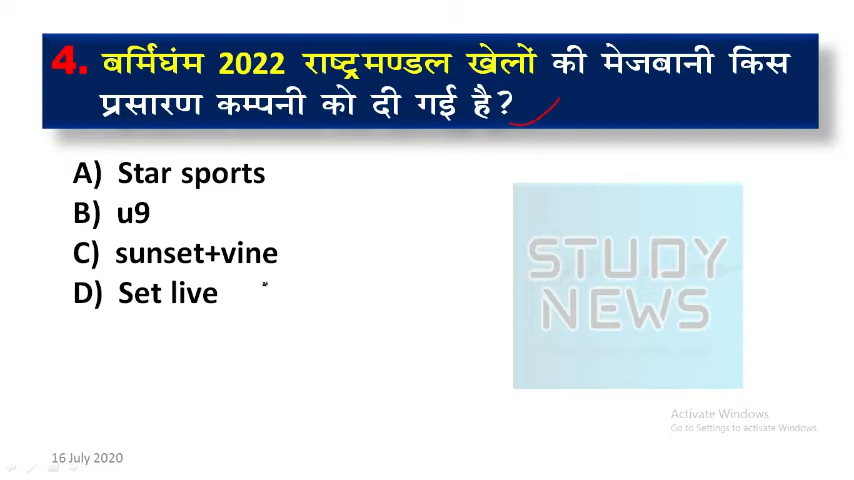 4. बर्मिंघंम 2022 राष्ट्रमण्डल खेलों की मेजबानी किस
प्रसारण कम्पनी को दी गई है?
A) Star sports
B) u9
C) sunset+vine
D) Set live
STUDY
NEWS
Activate Windows
Go to Settings to activate Windows.
16 July 2020